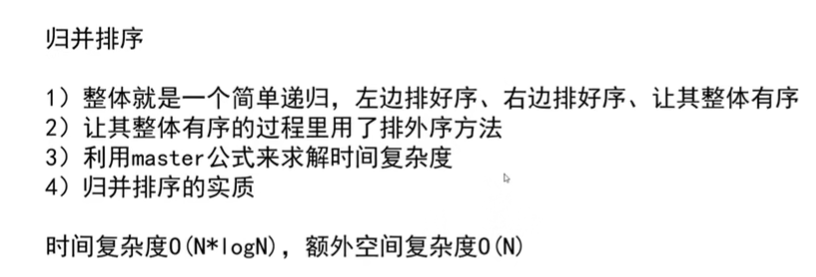 归并排序
1）整体就是一个简单递归，左边排好序、右边排好序、让其整体有序
2）让其整体有序的过程里用了排外序方法
3）利用master公式来求解时间复杂度
4）归并排序的实质
时间复杂度O(N*logN)，额外空间复杂度O(N)